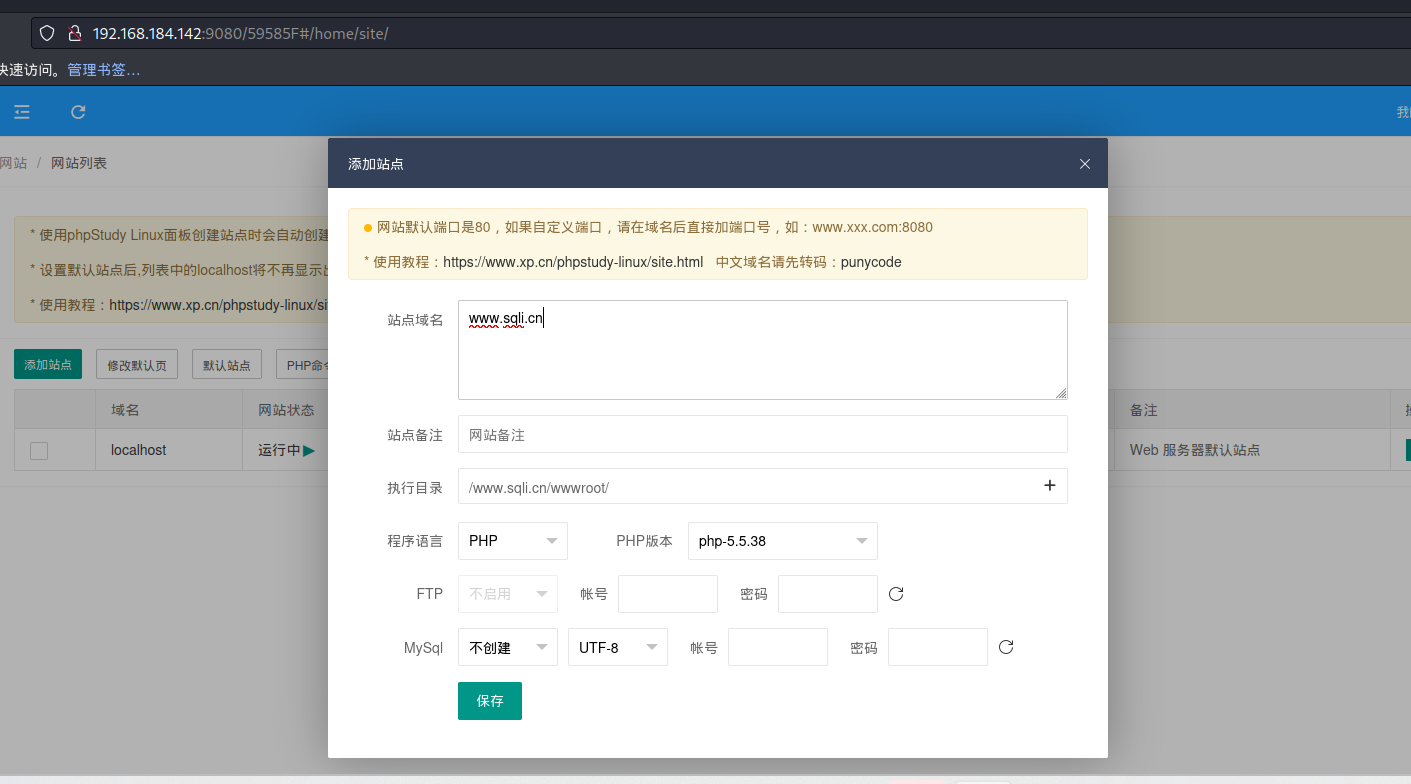 192.168.184.142:9080/59585F#/home/site/
快速访问。管理书签…
网站 / 网站列表
添加站点
* 使用phpStudy Linux面板创建站点时会自动创建
* 设置默认站点后,列表中的localhost将不再显示
* 使用教程：https://www.xp.cn/phpstudy-linux/si
网站默认端口是80，如果自定义端口，请在域名后直接加端口号，如：www.xxx.com:8080
* 使用教程：https://www.xp.cn/phpstudy-linux/site.html 中文域名请先转码：punycode
添加站点 修改默认页 默认站点 PHP命
域名 网站状态 备注
localhost 运行中 Web 服务器默认站点
站点域名 www.sqli.cn
站点备注 网站备注
执行目录 /www.sqli.cn/wwwroot/ +
程序语言 PHP PHP版本 php-5.5.38
FTP 不启用 帐号 密码
MySql 不创建 UTF-8 帐号 密码
保存